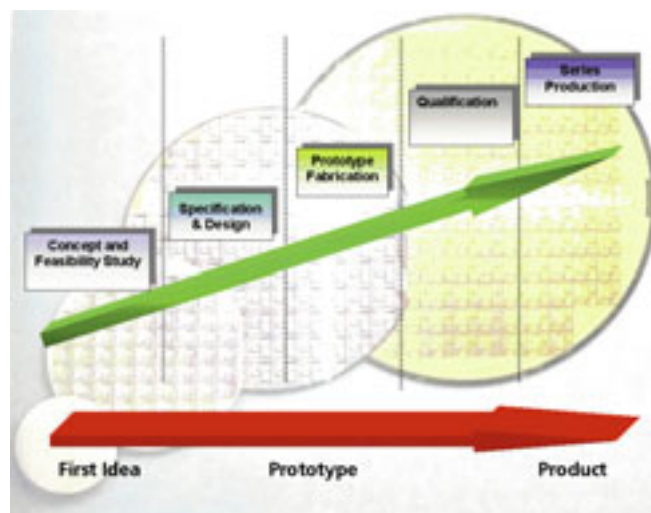 Series
Production
Qualification
Prototype
Fabrication
Specification
& Design
Concept and
Feasibility Study
First Idea
Prototype
Product